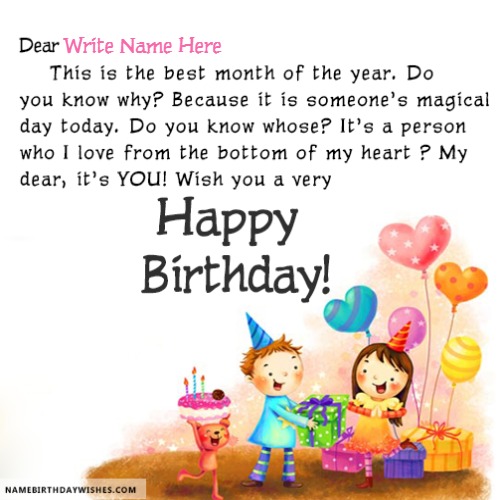 Dear Write Name Here
This is the best month of the year. Do
you know why? Because it is someone's magical
day today. Do you know whose? It's a person
who I love from the bottom of my heart ? My
dear, it's YOU! Wish you a very
Happy
Birthday!
NAMEBIRTHDAYWISHES.COM